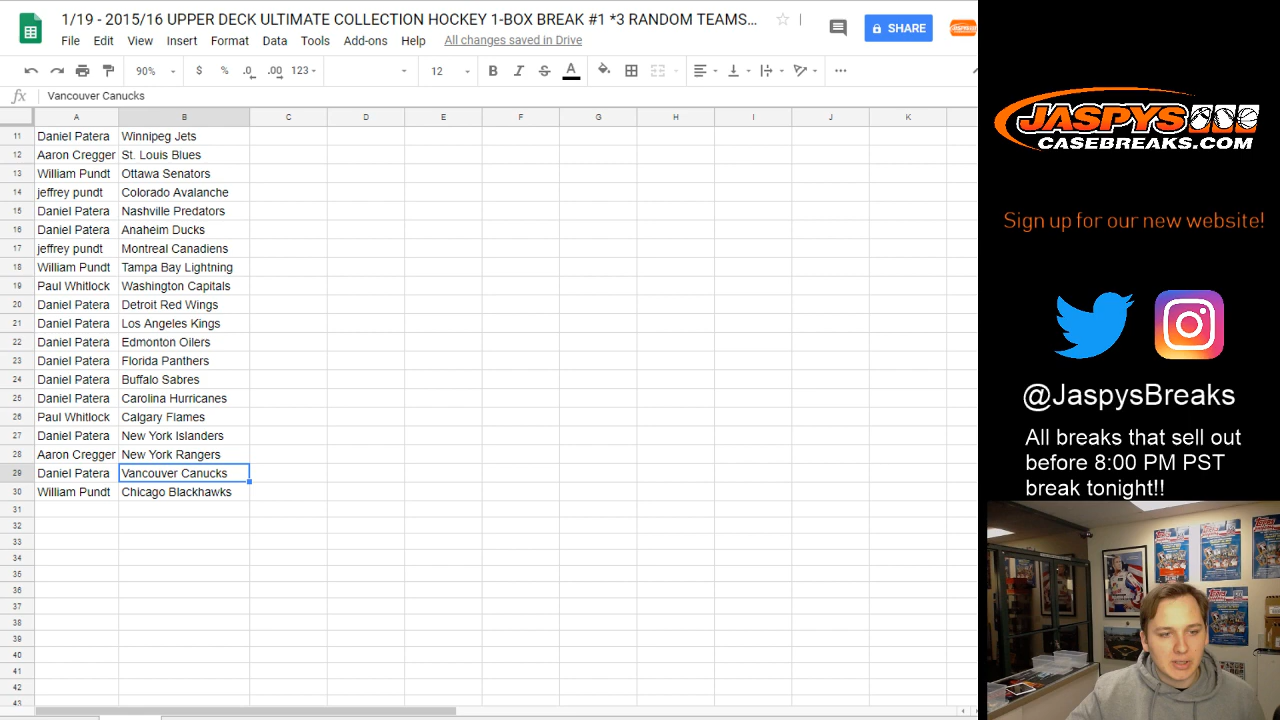 1/19 - 2015/16 UPPER DECK ULTIMATE COLLECTION HOCKEY 1-BOX BREAK #1 *3 RANDOM TEAMS...
SHARE
File Edit View Insert Format Data Tools Add-ons Help All changes saved in Drive
90% $ % .0 .00 123 12 B I S A
fx Vancouver Canucks
A B C D E F G H I J K
11 Daniel Patera Winnipeg Jets
12 Aaron Cregger St. Louis Blues
13 William Pundt Ottawa Senators
14 jeffrey pundt Colorado Avalanche
15 Daniel Patera Nashville Predators
16 Daniel Patera Anaheim Ducks
17 jeffrey pundt Montreal Canadiens
18 William Pundt Tampa Bay Lightning
19 Paul Whitlock Washington Capitals
20 Daniel Patera Detroit Red Wings
21 Daniel Patera Los Angeles Kings
22 Daniel Patera Edmonton Oilers
23 Daniel Patera Florida Panthers
24 Daniel Patera Buffalo Sabres
25 Daniel Patera Carolina Hurricanes
26 Paul Whitlock Calgary Flames
27 Daniel Patera New York Islanders
28 Aaron Cregger New York Rangers
29 Daniel Patera Vancouver Canucks
30 William Pundt Chicago Blackhawks
31
32
33
34
35
36
37
38
39
40
41
42
43
JASPYS
CASEBREAKS.COM
Sign up for our new website!
@JaspysBreaks
All breaks that sell out
before 8:00 PM PST
break tonight!!